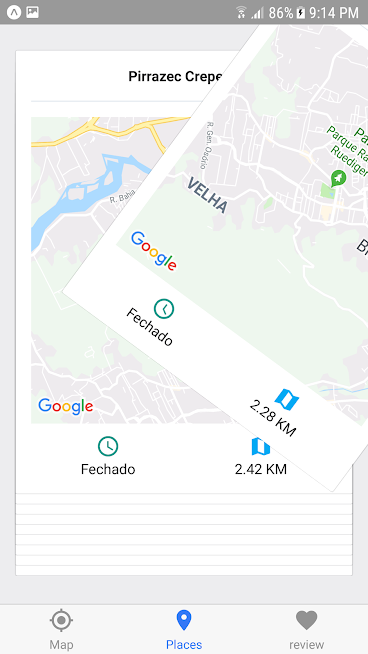 86% 9:14 PM
Pirrazec Crepe
R. Gen. Osório
Parque Ra
Ruediger
VELHA
R. Bahia
Google
Fechado
2.28 KM
Google
Fechado
2.42 KM
Map
Places
review